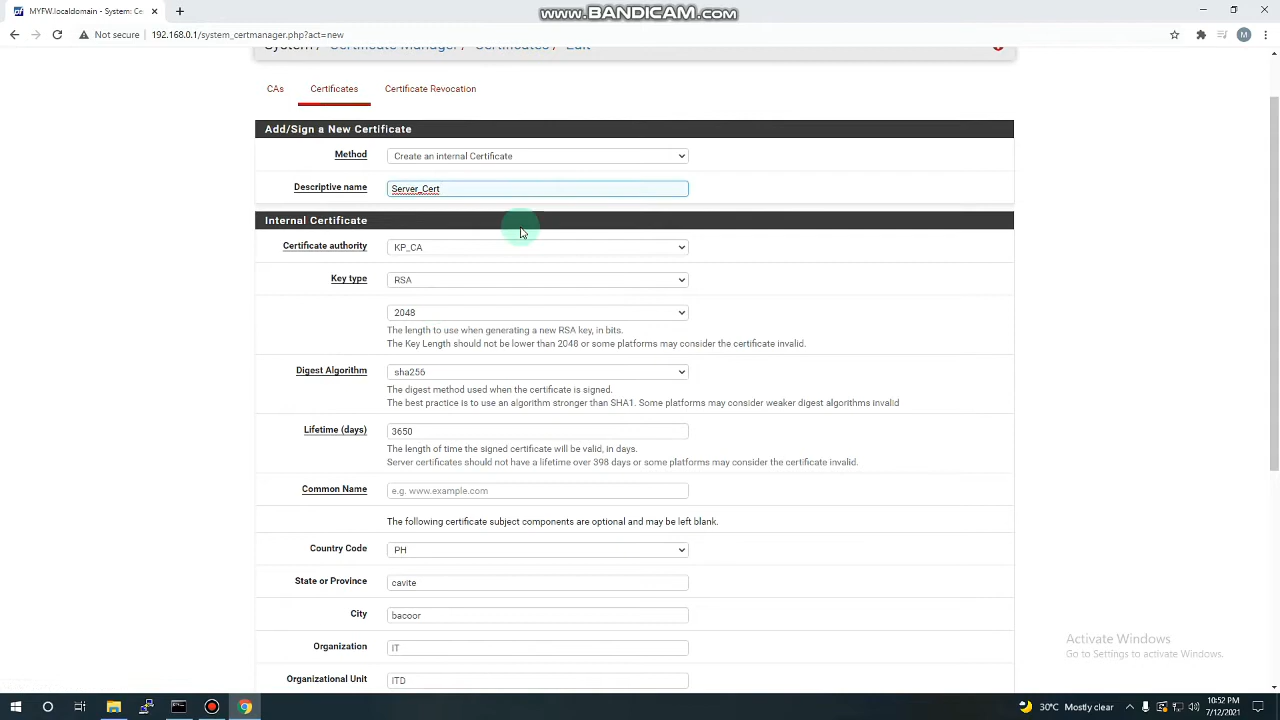 www.BANDICAM.com
MYFW.localdomain - System: Ce
Not secure
192.168.0.1/system_certmanager.php?act=new
M
System / Certificate Manager / Certificates / Edit
CAs
Certificates
Certificate Revocation
Add/Sign a New Certificate
Method
Create an internal Certificate
Descriptive name
Server_Cert
Internal Certificate
Certificate authority
KP_CA
Key type
RSA
2048
The length to use when generating a new RSA key, in bits.
The Key Length should not be lower than 2048 or some platforms may consider the certificate invalid.
Digest Algorithm
sha256
The digest method used when the certificate is signed.
The best practice is to use an algorithm stronger than SHA1. Some platforms may consider weaker digest algorithms invalid
Lifetime (days)
3650
The length of time the signed certificate will be valid, in days.
Server certificates should not have a lifetime over 398 days or some platforms may consider the certificate invalid.
Common Name
e.g. www.example.com
The following certificate subject components are optional and may be left blank.
Country Code
PH
State or Province
cavite
City
bacoor
Organization
IT
Organizational Unit
ITD
Activate Windows
Go to Settings to activate Windows.
30°C Mostly clear
10:52 PM
7/12/2021